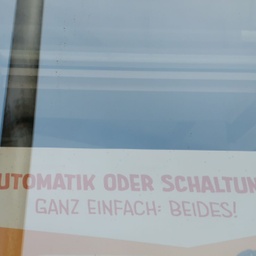 UTOMATIK ODER SCHALTUN
GANZ EINFACH: BEIDES!